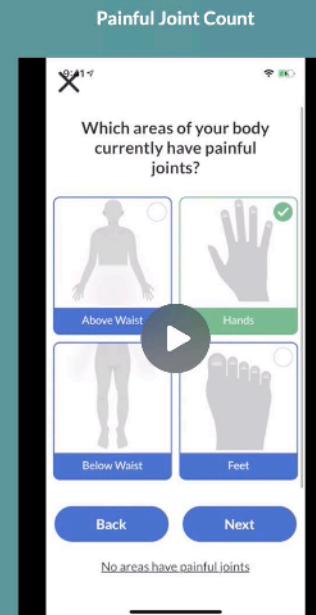 Painful Joint Count
9:41
Which areas of your body
currently have painful
joints?
Above Waist
Hands
Below Waist
Feet
Back
Next
No areas have painful joints